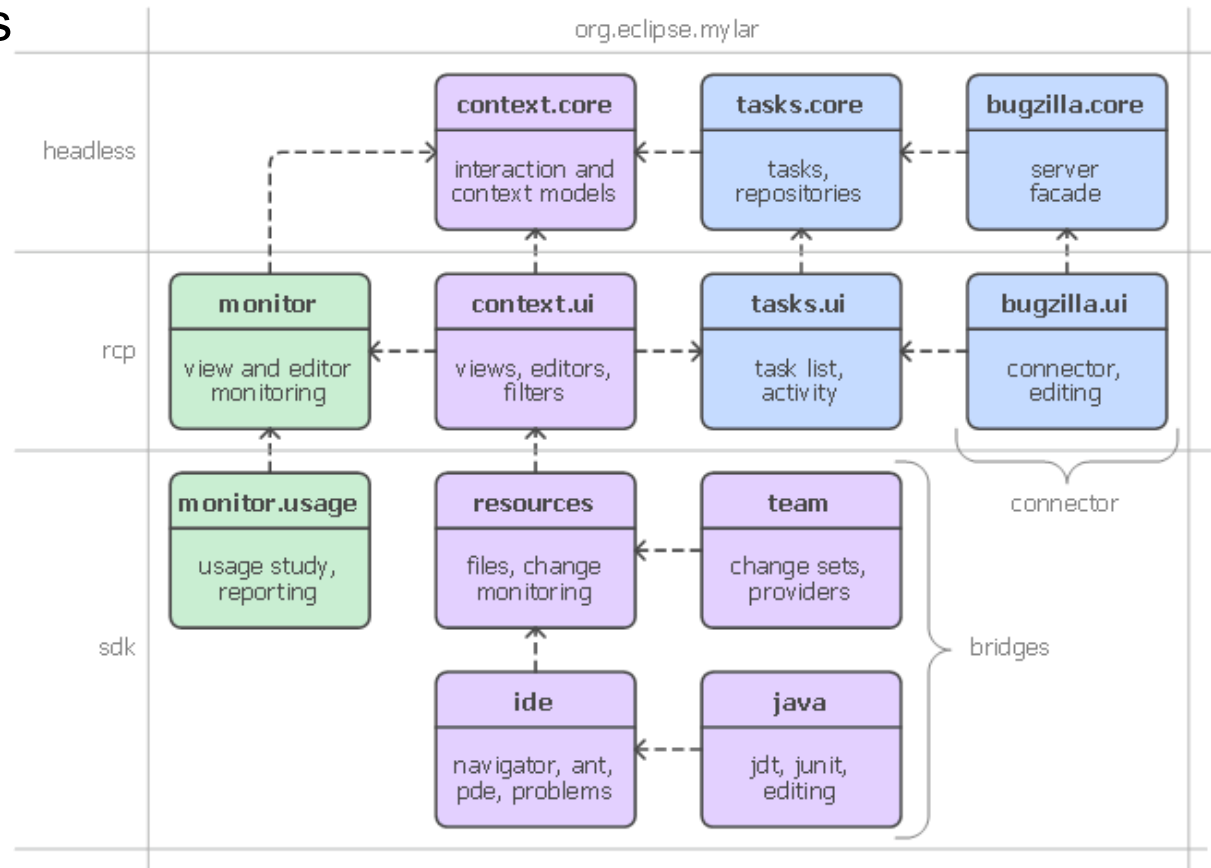 s
org.eclipse.mylar
headless
context.core
interaction and
context models
tasks.core
tasks,
repositories
bugzilla.core
server
facade
rcp
monitor
view and editor
monitoring
context.ui
views, editors,
filters
tasks.ui
task list,
activity
bugzilla.ui
connector,
editing
connector
sdk
monitor.usage
usage study,
reporting
resources
files, change
monitoring
team
change sets,
providers
bridges
ide
navigator, ant,
pde, problems
java
jdt, junit,
editing